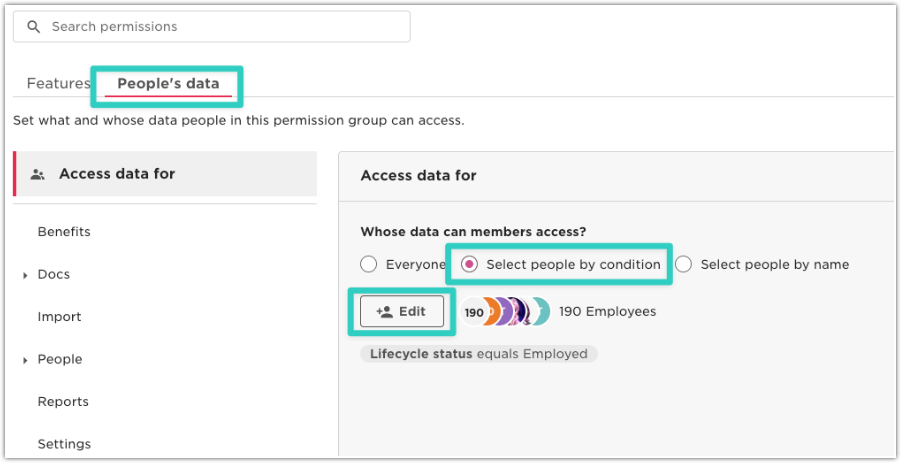 Search permissions
Features People's data
Set what and whose data people in this permission group can access.
Access data for
Benefits
Docs
Import
People
Reports
Settings
Access data for
Whose data can members access?
Everyone Select people by condition Select people by name
Edit 190 190 Employees
Lifecycle status equals Employed